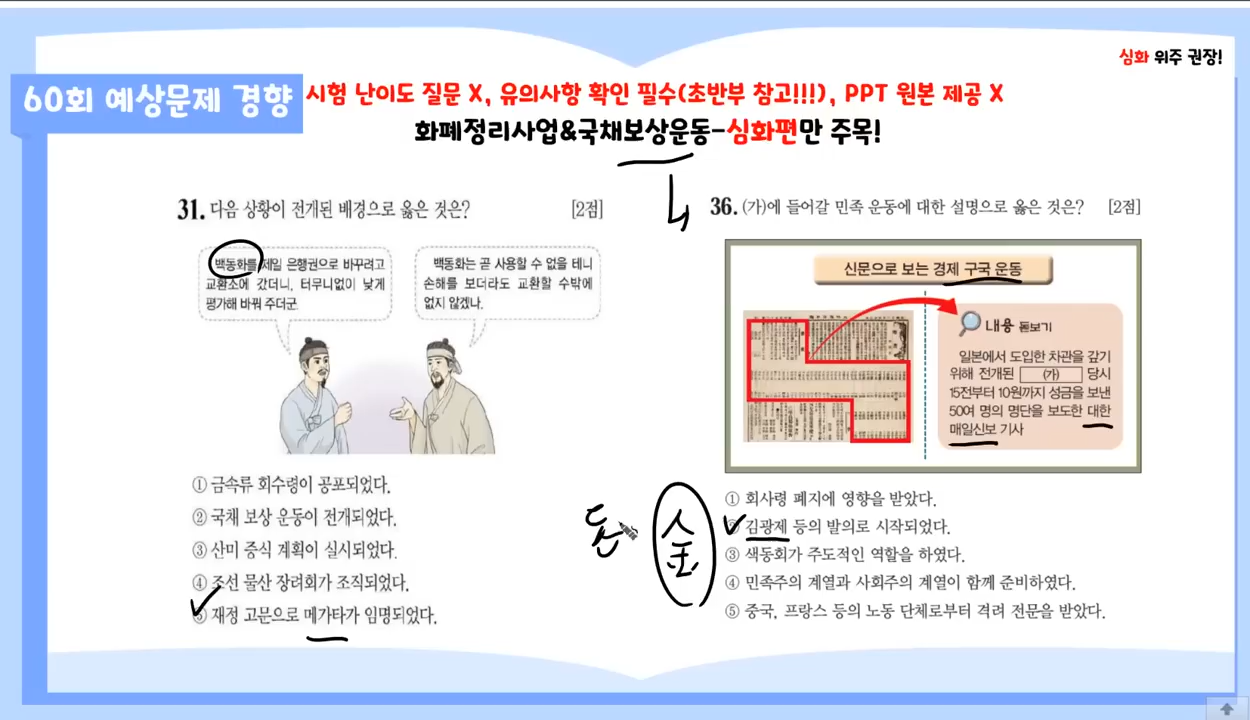 심화 위주 권장!
60회 예상문제 경향
시험 난이도 질문 X, 유의사항 확인 필수(초반부 참고!!!), PPT 원본 제공 X
화폐정리사업&국채보상운동-심화편만 주목!
31. 다음 상황이 전개된 배경으로 옳은 것은? [2점]
백동화를 제일 은행권으로 바꾸려고
교환소에 갔더니, 터무니없이 낮게
평가해 바꿔 주더군.
백동화는 곧 사용할 수 없을 테니
손해를 보더라도 교환할 수밖에
없지 않겠나.
① 금속류 회수령이 공포되었다.
② 국채 보상 운동이 전개되었다.
③ 산미 증식 계획이 실시되었다.
④ 조선 물산 장려회가 조직되었다.
⑤ 재정 고문으로 메가타가 임명되었다.
돈
金
36. (가)에 들어갈 민족 운동에 대한 설명으로 옳은 것은? [2점]
신문으로 보는 경제 구국 운동
내용 돋보기
일본에서 도입한 차관을 갚기
위해 전개된 (가) 당시
15전부터 10원까지 성금을 보낸
50여 명의 명단을 보도한 대한
매일신보 기사
① 회사령 폐지에 영향을 받았다.
② 김광제 등의 발의로 시작되었다.
③ 색동회가 주도적인 역할을 하였다.
④ 민족주의 계열과 사회주의 계열이 함께 준비하였다.
⑤ 중국, 프랑스 등의 노동 단체로부터 격려 전문을 받았다.